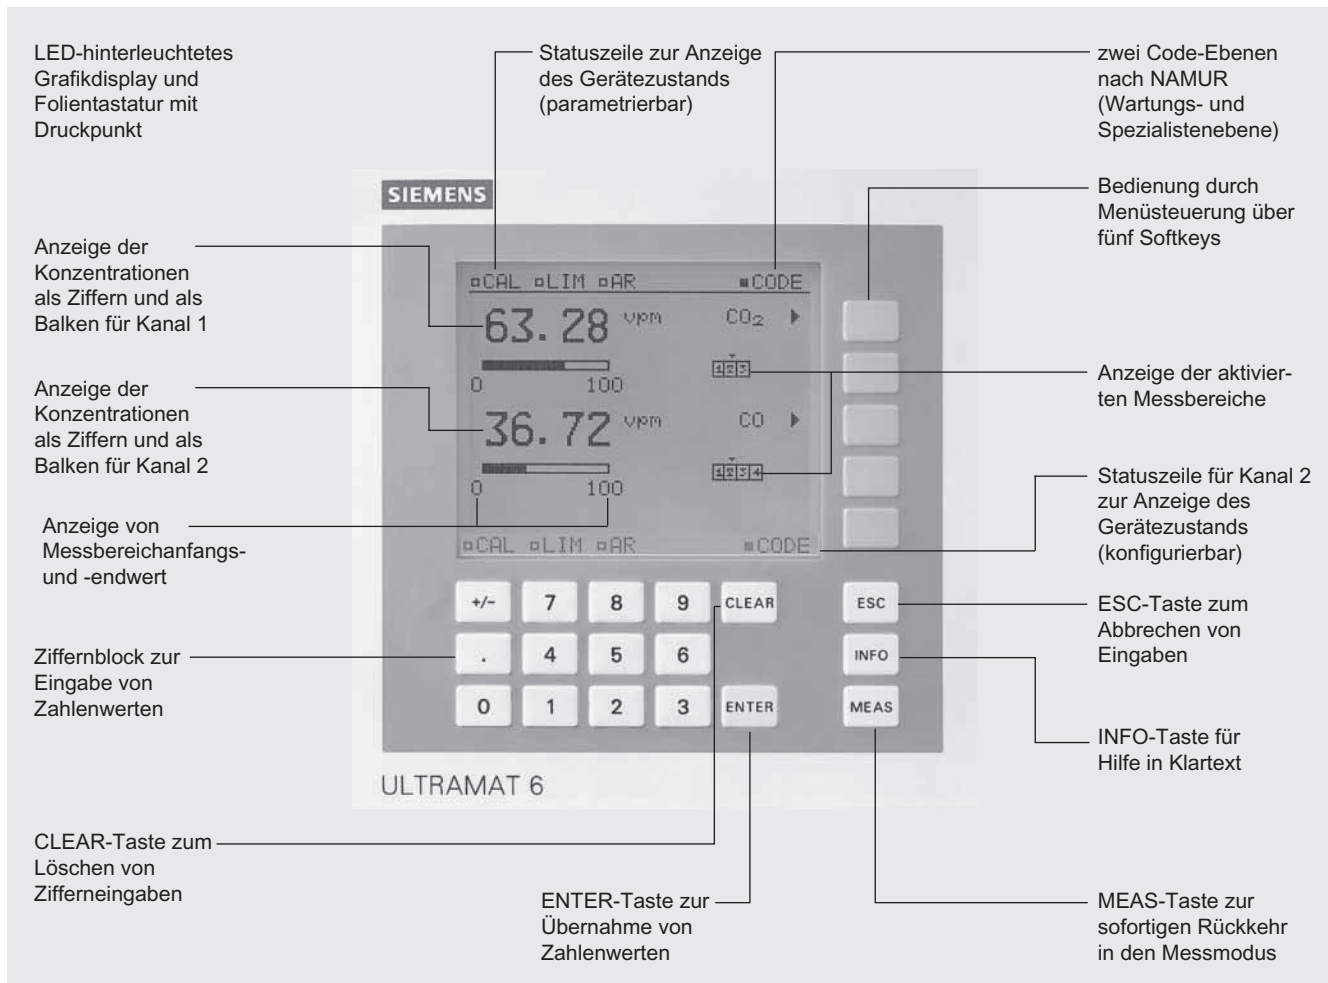 LED-hinterleuchtetes
Grafikdisplay und
Folientastatur mit
Druckpunkt
Statuszeile zur Anzeige
des Gerätezustands
(parametrierbar)
zwei Code-Ebenen
nach NAMUR
(Wartungs- und
Spezialistenebene)
Bedienung durch
Menüsteuerung über
fünf Softkeys
SIEMENS
Anzeige der
Konzentrationen
als Ziffern und als
Balken für Kanal 1
CAL LIM AR CODE
63.28 vpm CO₂
1 2 3
0 100
Anzeige der
Konzentrationen
als Ziffern und als
Balken für Kanal 2
36.72 vpm CO
1 2 3 4
0 100
CAL LIM AR CODE
Anzeige der aktivier-
ten Messbereiche
Statuszeile für Kanal 2
zur Anzeige des
Gerätezustands
(konfigurierbar)
Anzeige von
Messbereichanfangs-
und -endwert
+/- 7 8 9 CLEAR ESC
. 4 5 6 INFO
0 1 2 3 ENTER MEAS
ESC-Taste zum
Abbrechen von
Eingaben
Ziffernblock zur
Eingabe von
Zahlenwerten
INFO-Taste für
Hilfe in Klartext
ULTRAMAT 6
CLEAR-Taste zum
Löschen von
Zifferneingaben
ENTER-Taste zur
Übernahme von
Zahlenwerten
MEAS-Taste zur
sofortigen Rückkehr
in den Messmodus